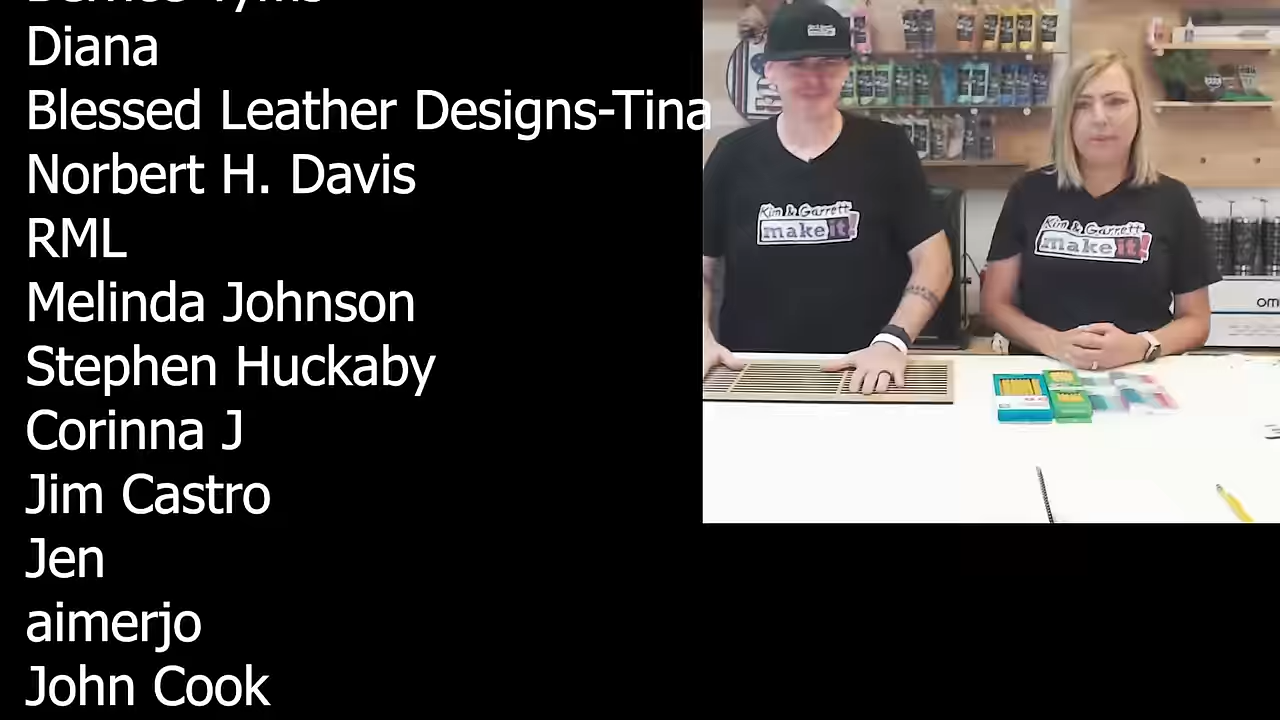 Diana
Blessed Leather Designs-Tina
Norbert H. Davis
RML
Melinda Johnson
Stephen Huckaby
Corinna J
Jim Castro
Jen
aimerjo
John Cook
Kim & Garrett
make it!
Kim & Garrett
make it!